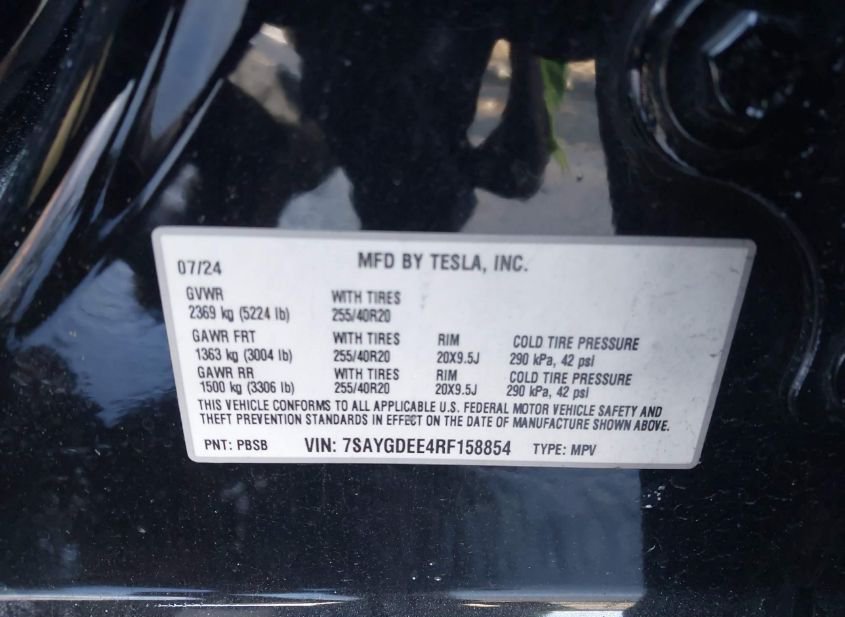 07/24 MFD BY TESLA, INC.
GVWR WITH TIRES
2369 kg (5224 lb) 255/40R20
GAWR FRT WITH TIRES RIM COLD TIRE PRESSURE
1363 kg (3004 lb) 255/40R20 20X9.5J 290 kPa, 42 psi
GAWR RR WITH TIRES RIM COLD TIRE PRESSURE
1500 kg (3306 lb) 255/40R20 20X9.5J 290 kPa, 42 psi
THIS VEHICLE CONFORMS TO ALL APPLICABLE U.S. FEDERAL MOTOR VEHICLE SAFETY AND
THEFT PREVENTION STANDARDS IN EFFECT ON THE DATE OF MANUFACTURE SHOWN ABOVE.
PNT: PBSB VIN: 7SAYGDEE4RF158854 TYPE: MPV